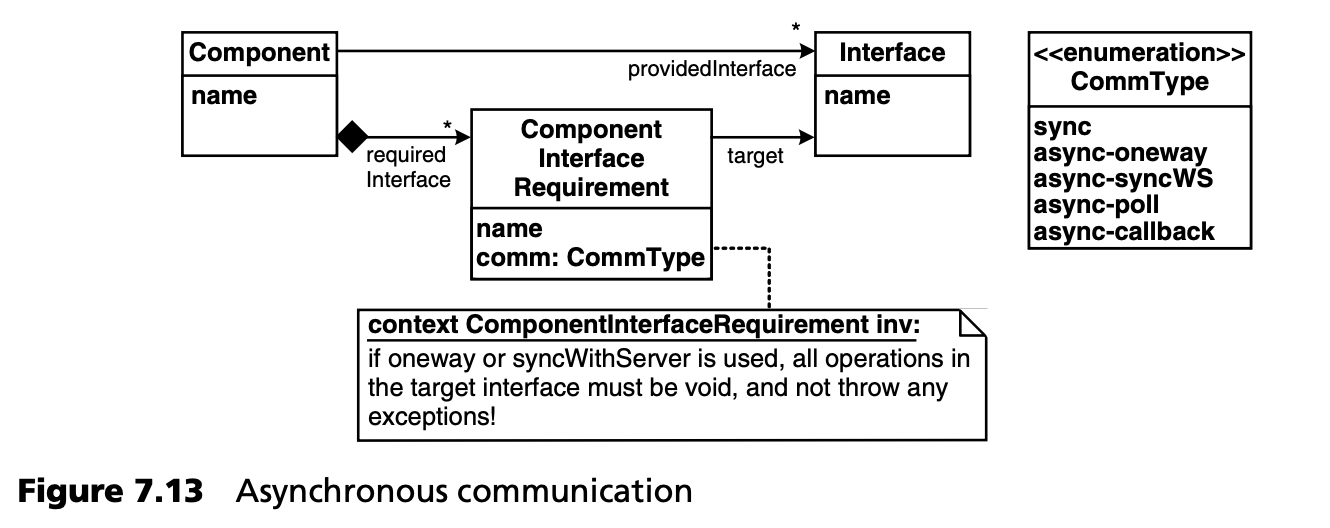 Component
name
*
providedInterface
Interface
name
<<enumeration>>
CommType
sync
async-oneway
async-syncWS
async-poll
async-callback
*
required
Interface
Component
Interface
Requirement
name
comm: CommType
target
context ComponentInterfaceRequirement inv:
if oneway or syncWithServer is used, all operations in
the target interface must be void, and not throw any
exceptions!
Figure 7.13 Asynchronous communication